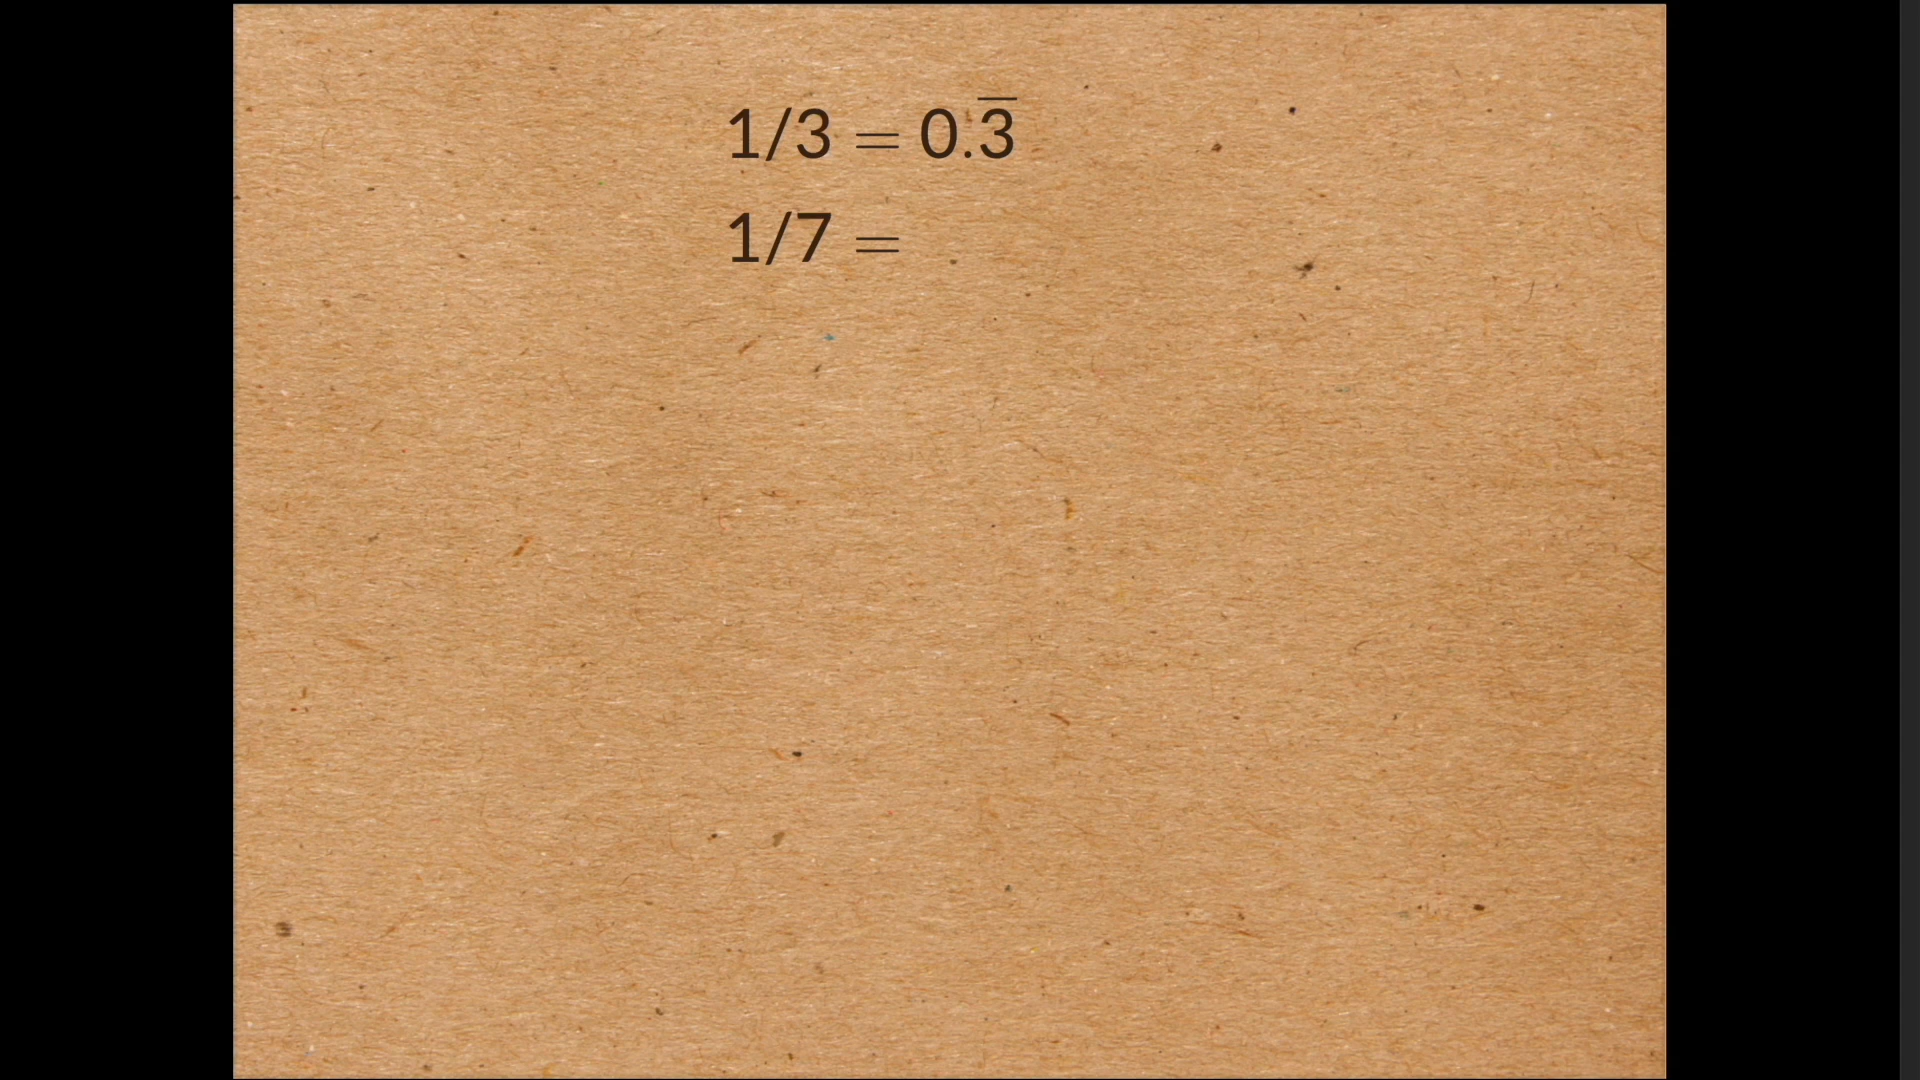 1/3 = 0.3̅
1/7 =